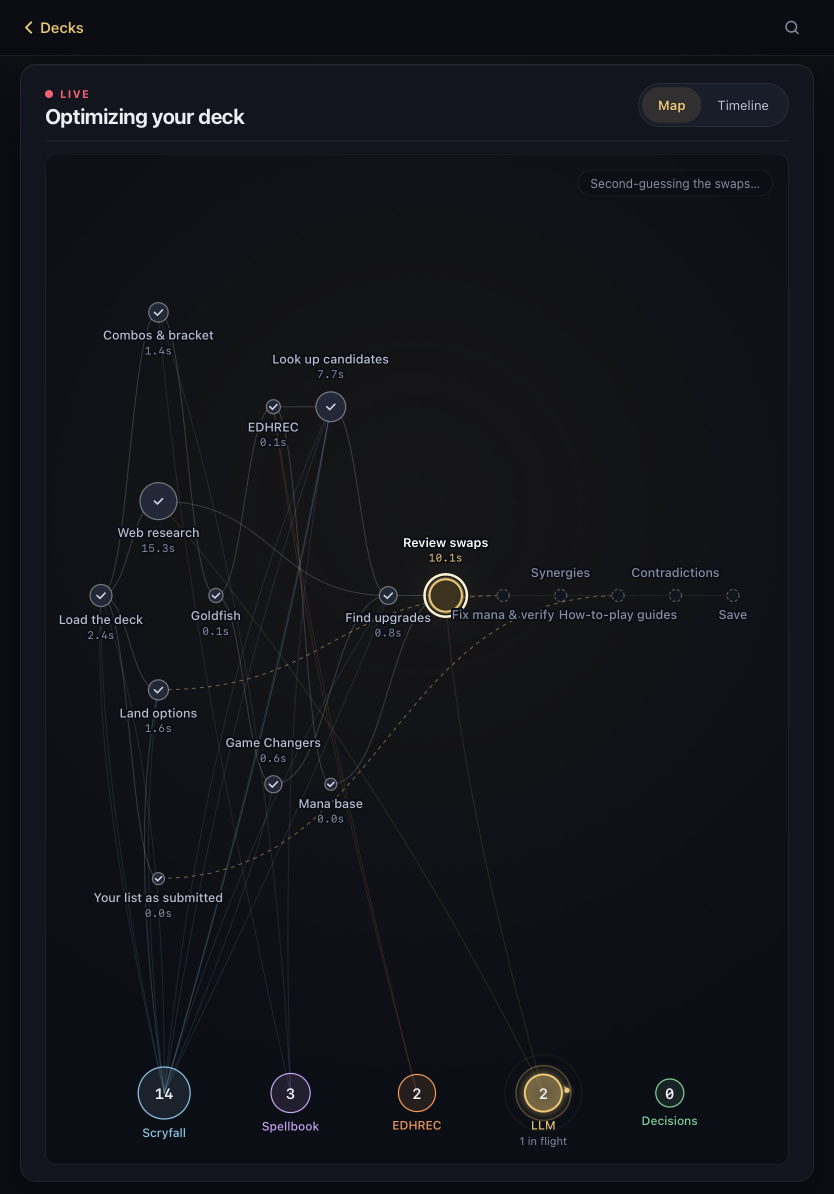 Decks
LIVE
Optimizing your deck
Map
Timeline
Second-guessing the swaps…
Combos & bracket
1.4s
Look up candidates
7.7s
EDHREC
0.1s
Web research
15.3s
Review swaps
10.1s
Synergies
Contradictions
Load the deck
2.4s
Goldfish
0.1s
Find upgrades
0.8s
Fix mana & verify
How-to-play guides
Save
Land options
1.6s
Game Changers
0.6s
Mana base
0.0s
Your list as submitted
0.0s
14
Scryfall
3
Spellbook
2
EDHREC
2
LLM
1 in flight
0
Decisions